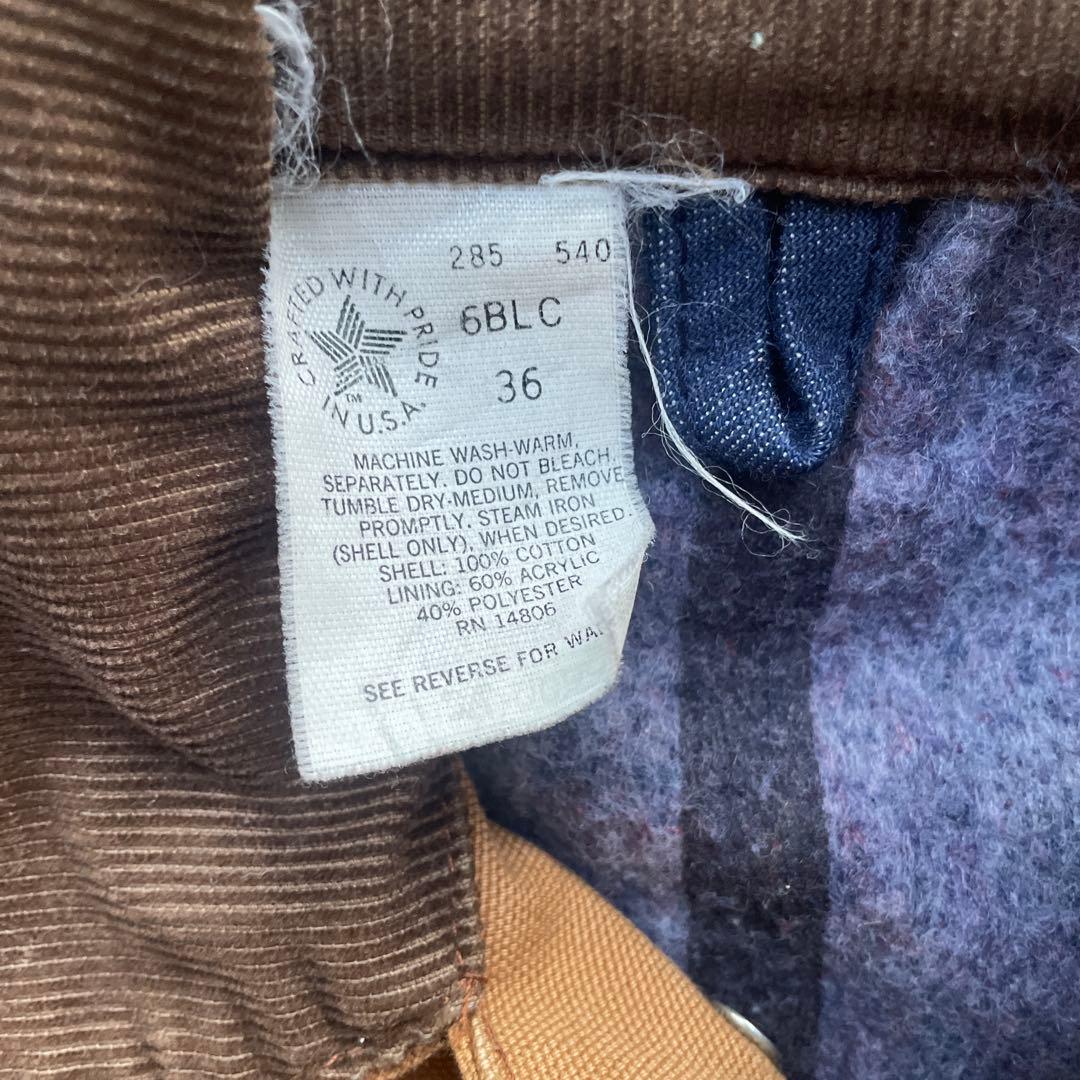 285 540
CRAFTED WITH PRIDE
IN U.S.A.
TM
6BLC
36
MACHINE WASH-WARM,
SEPARATELY. DO NOT BLEACH.
TUMBLE DRY-MEDIUM, REMOVE
PROMPTLY. STEAM IRON
(SHELL ONLY), WHEN DESIRED.
SHELL: 100% COTTON
LINING: 60% ACRYLIC
40% POLYESTER
RN 14806
SEE REVERSE FOR